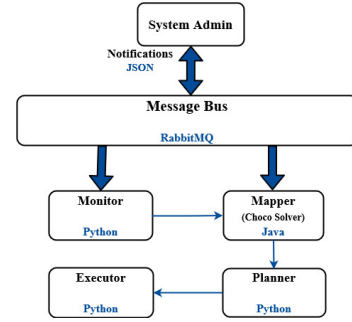 System Admin
Notifications
JSON
Message Bus
RabbitMQ
Monitor
Python
Mapper
(Choco Solver)
Java
Executor
Python
Planner
Python